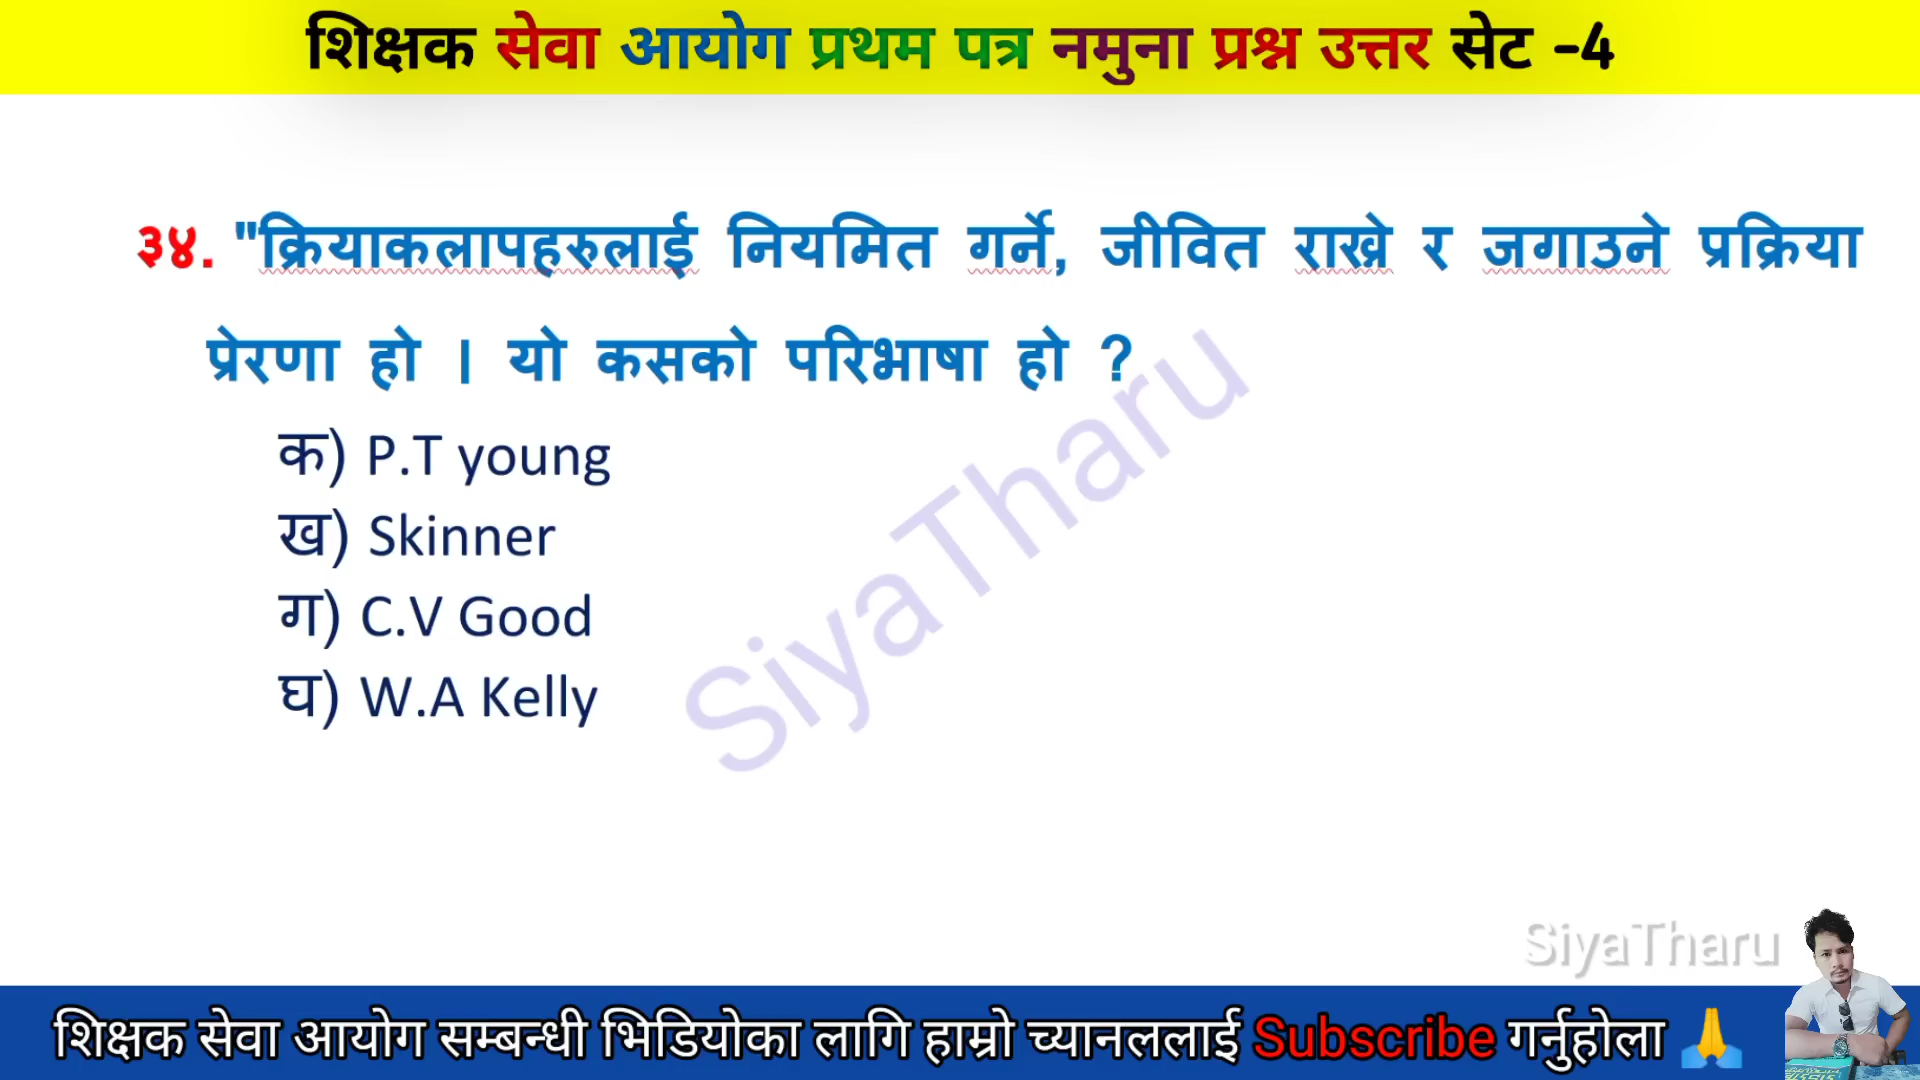 शिक्षक सेवा आयोग प्रथम पत्र नमुना प्रश्न उत्तर सेट -4
३४. "क्रियाकलापहरुलाई नियमित गर्ने, जीवित राख्ने र जगाउने प्रक्रिया
प्रेरणा हो । यो कसको परिभाषा हो ?
क) P.T young
ख) Skinner
ग) C.V Good
घ) W.A Kelly
SiyaTharu
SiyaTharu
शिक्षक सेवा आयोग सम्बन्धी भिडियोका लागि हाम्रो च्यानललाई Subscribe गर्नुहोला 🙏